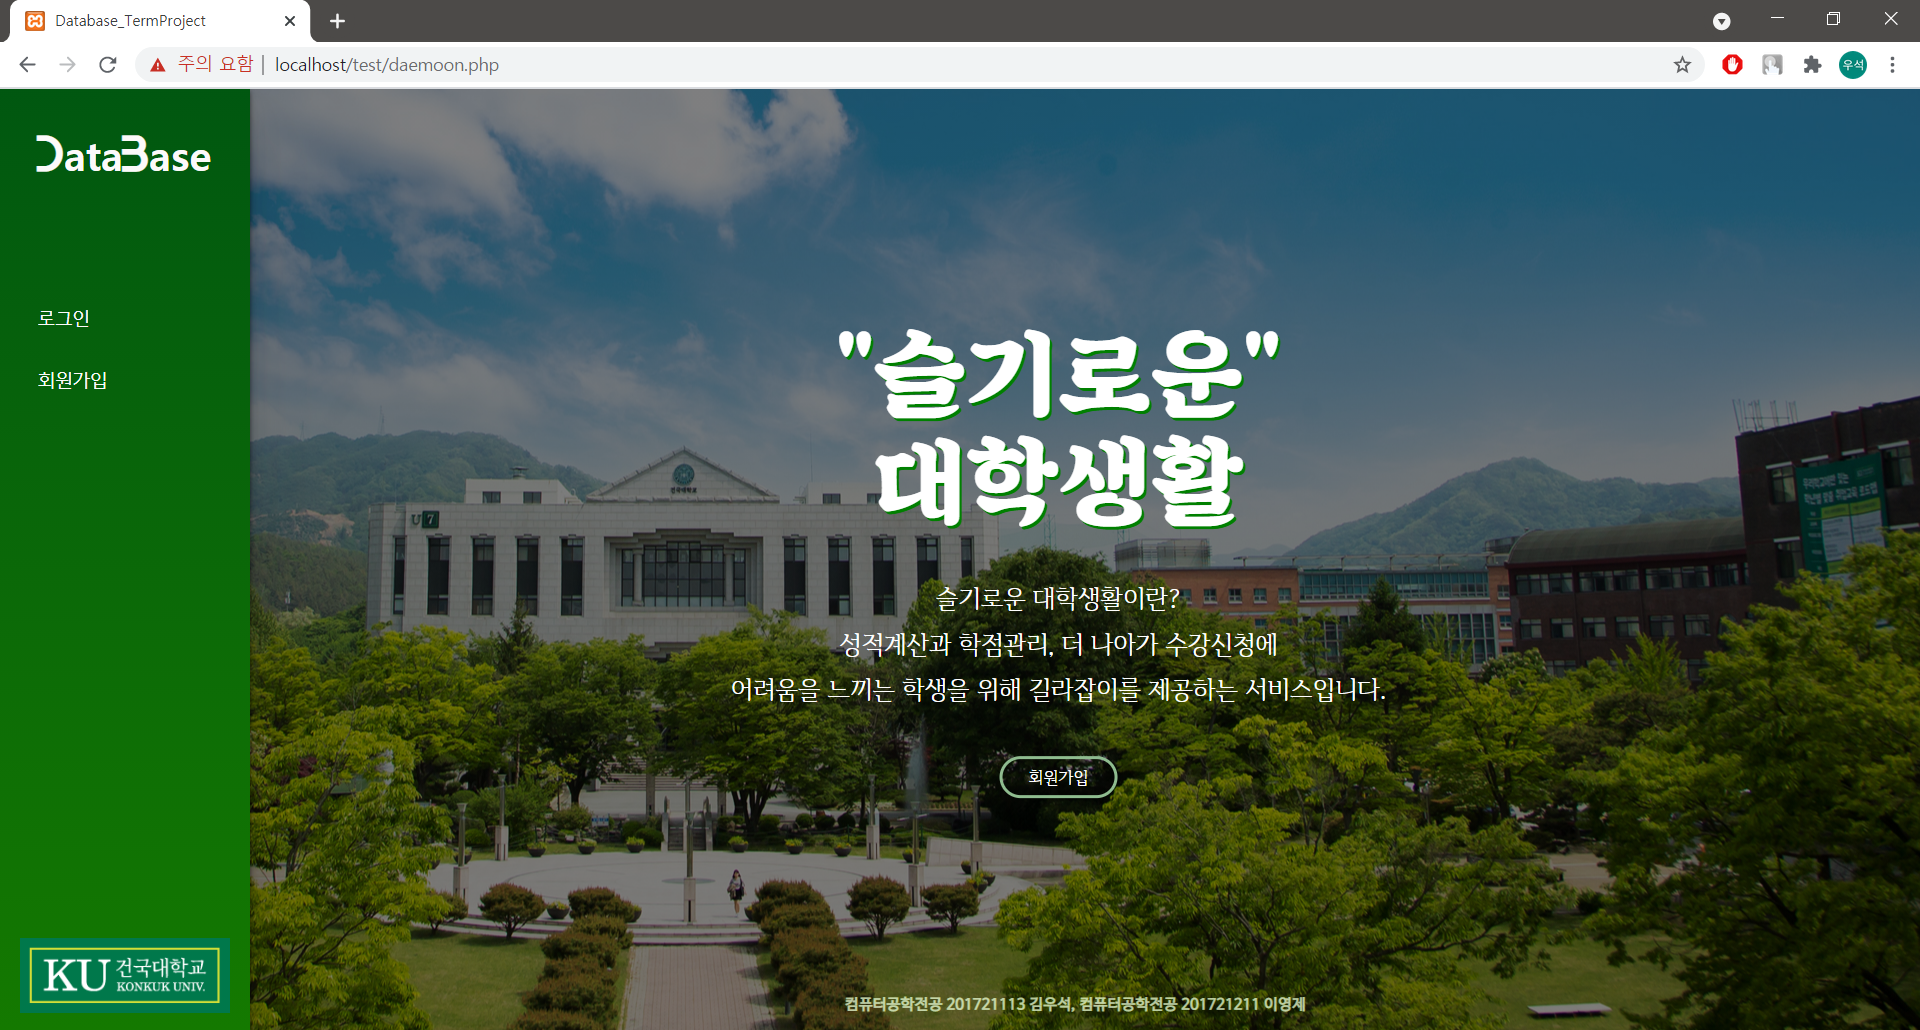 Database_TermProject
주의 요함 | localhost/test/daemoon.php
우석
DataBase
로그인
회원가입
"슬기로운"
대학생활
건국대학교
U 7
슬기로운 대학생활이란?
성적계산과 학점관리, 더 나아가 수강신청에
어려움을 느끼는 학생을 위해 길라잡이를 제공하는 서비스입니다.
회원가입
KU 건국대학교
KONKUK UNIV.
컴퓨터공학전공 201721113 김우석, 컴퓨터공학전공 201721211 이영제